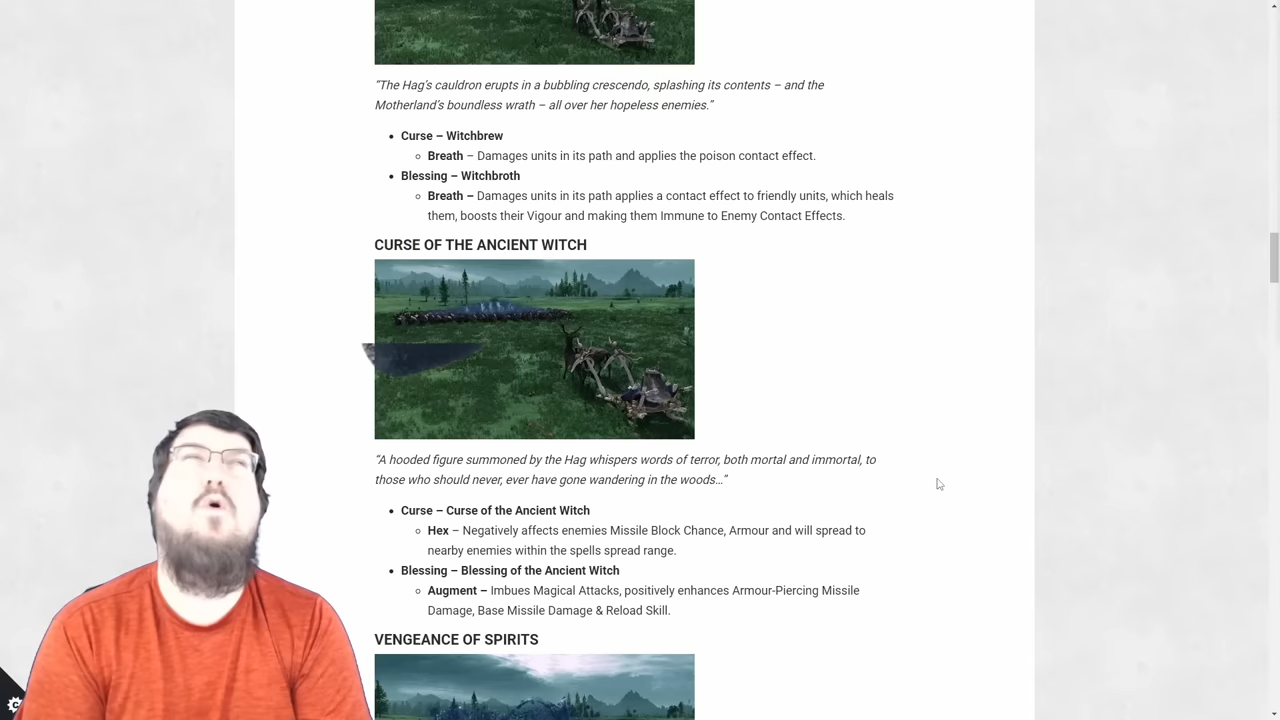 “The Hag’s cauldron erupts in a bubbling crescendo, splashing its contents – and the
Motherland’s boundless wrath – all over her hopeless enemies.”
Curse – Witchbrew
Breath – Damages units in its path and applies the poison contact effect.
Blessing – Witchbroth
Breath – Damages units in its path applies a contact effect to friendly units, which heals
them, boosts their Vigour and making them Immune to Enemy Contact Effects.
CURSE OF THE ANCIENT WITCH
“A hooded figure summoned by the Hag whispers words of terror, both mortal and immortal, to
those who should never, ever have gone wandering in the woods…”
Curse – Curse of the Ancient Witch
Hex – Negatively affects enemies Missile Block Chance, Armour and will spread to
nearby enemies within the spells spread range.
Blessing – Blessing of the Ancient Witch
Augment – Imbues Magical Attacks, positively enhances Armour-Piercing Missile
Damage, Base Missile Damage & Reload Skill.
VENGEANCE OF SPIRITS